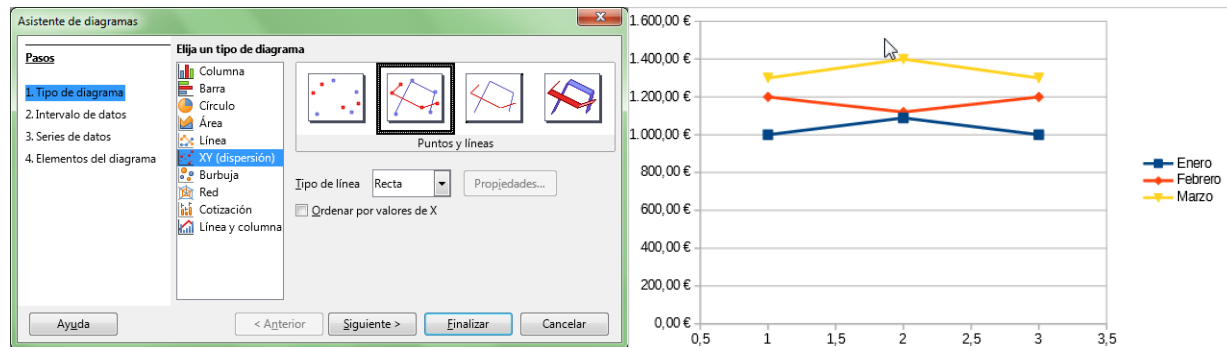 Asistente de diagramas
Pasos
1. Tipo de diagrama
2. Intervalo de datos
3. Series de datos
4. Elementos del diagrama
Elija un tipo de diagrama
Columna
Barra
Círculo
Área
Línea
XY (dispersión)
Burbuja
Red
Cotización
Línea y columna
Puntos y líneas
Tipo de línea Recta Propiedades...
Ordenar por valores de X
Ayuda < Anterior Siguiente > Finalizar Cancelar
1.600,00 €
1.400,00 €
1.200,00 €
1.000,00 €
800,00 €
600,00 €
400,00 €
200,00 €
0,00 €
0,5 1 1,5 2 2,5 3 3,5
Enero
Febrero
Marzo